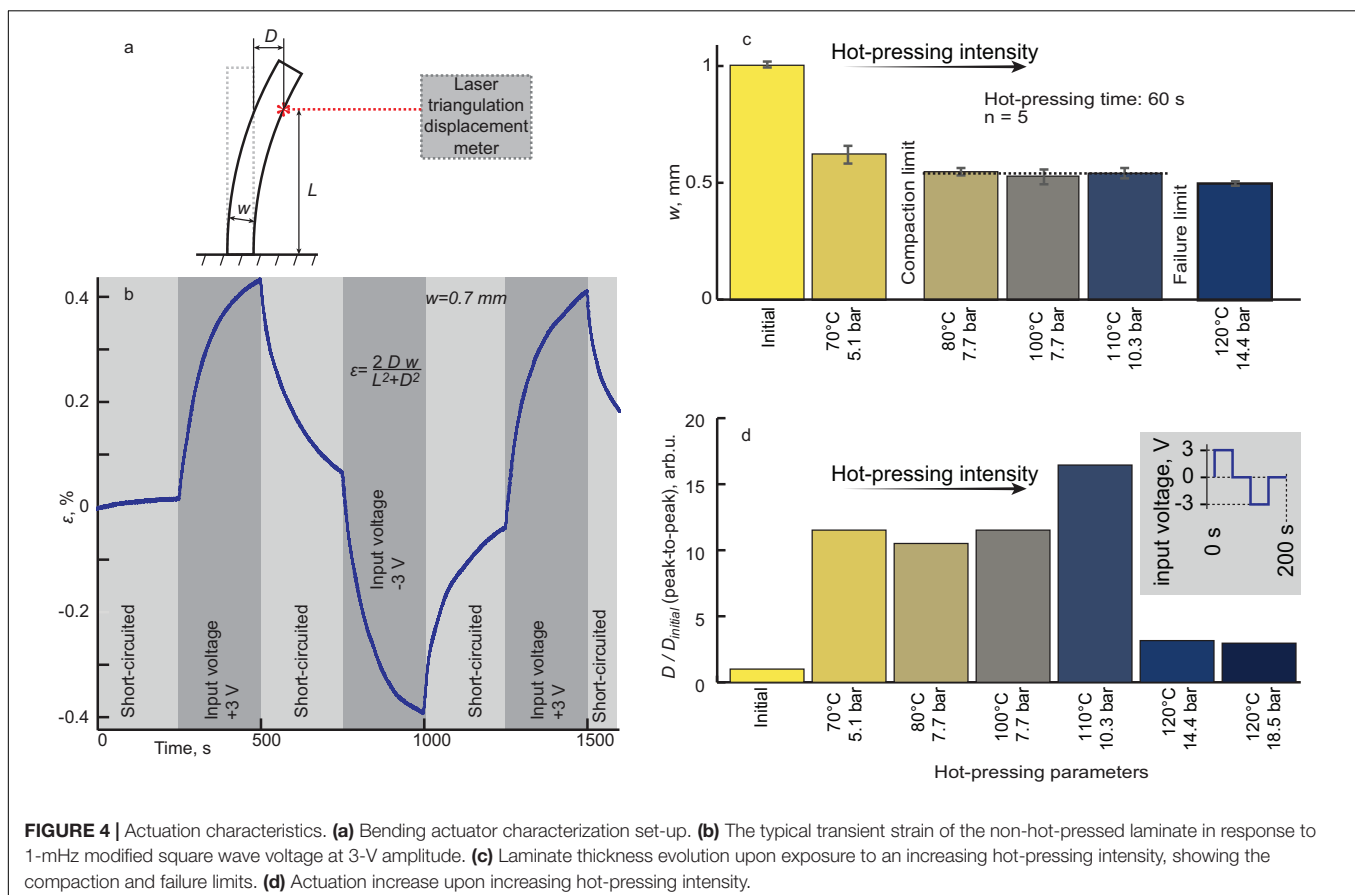 a
D
Laser
triangulation
displacement
meter
L
w
b
w=0.7 mm
ε= 2 D w / L²+D²
ε, %
0.4
0.2
0
-0.2
-0.4
Short-circuited
Input voltage
+3 V
Short-circuited
Input voltage
-3 V
Short-circuited
Input voltage
+3 V
Short-circuited
0
500
1000
1500
Time, s
c
Hot-pressing intensity
Hot-pressing time: 60 s
n = 5
w, mm
1
0.5
0
Compaction limit
Failure limit
Initial
70°C
5.1 bar
80°C
7.7 bar
100°C
7.7 bar
110°C
10.3 bar
120°C
14.4 bar
d
Hot-pressing intensity
D / Dinitial (peak-to-peak), arb.u.
20
15
10
5
0
input voltage, V
3
0
-3
0 s
200 s
Initial
70°C
5.1 bar
80°C
7.7 bar
100°C
7.7 bar
110°C
10.3 bar
120°C
14.4 bar
120°C
18.5 bar
Hot-pressing parameters
FIGURE 4 | Actuation characteristics. (a) Bending actuator characterization set-up. (b) The typical transient strain of the non-hot-pressed laminate in response to
1-mHz modified square wave voltage at 3-V amplitude. (c) Laminate thickness evolution upon exposure to an increasing hot-pressing intensity, showing the
compaction and failure limits. (d) Actuation increase upon increasing hot-pressing intensity.